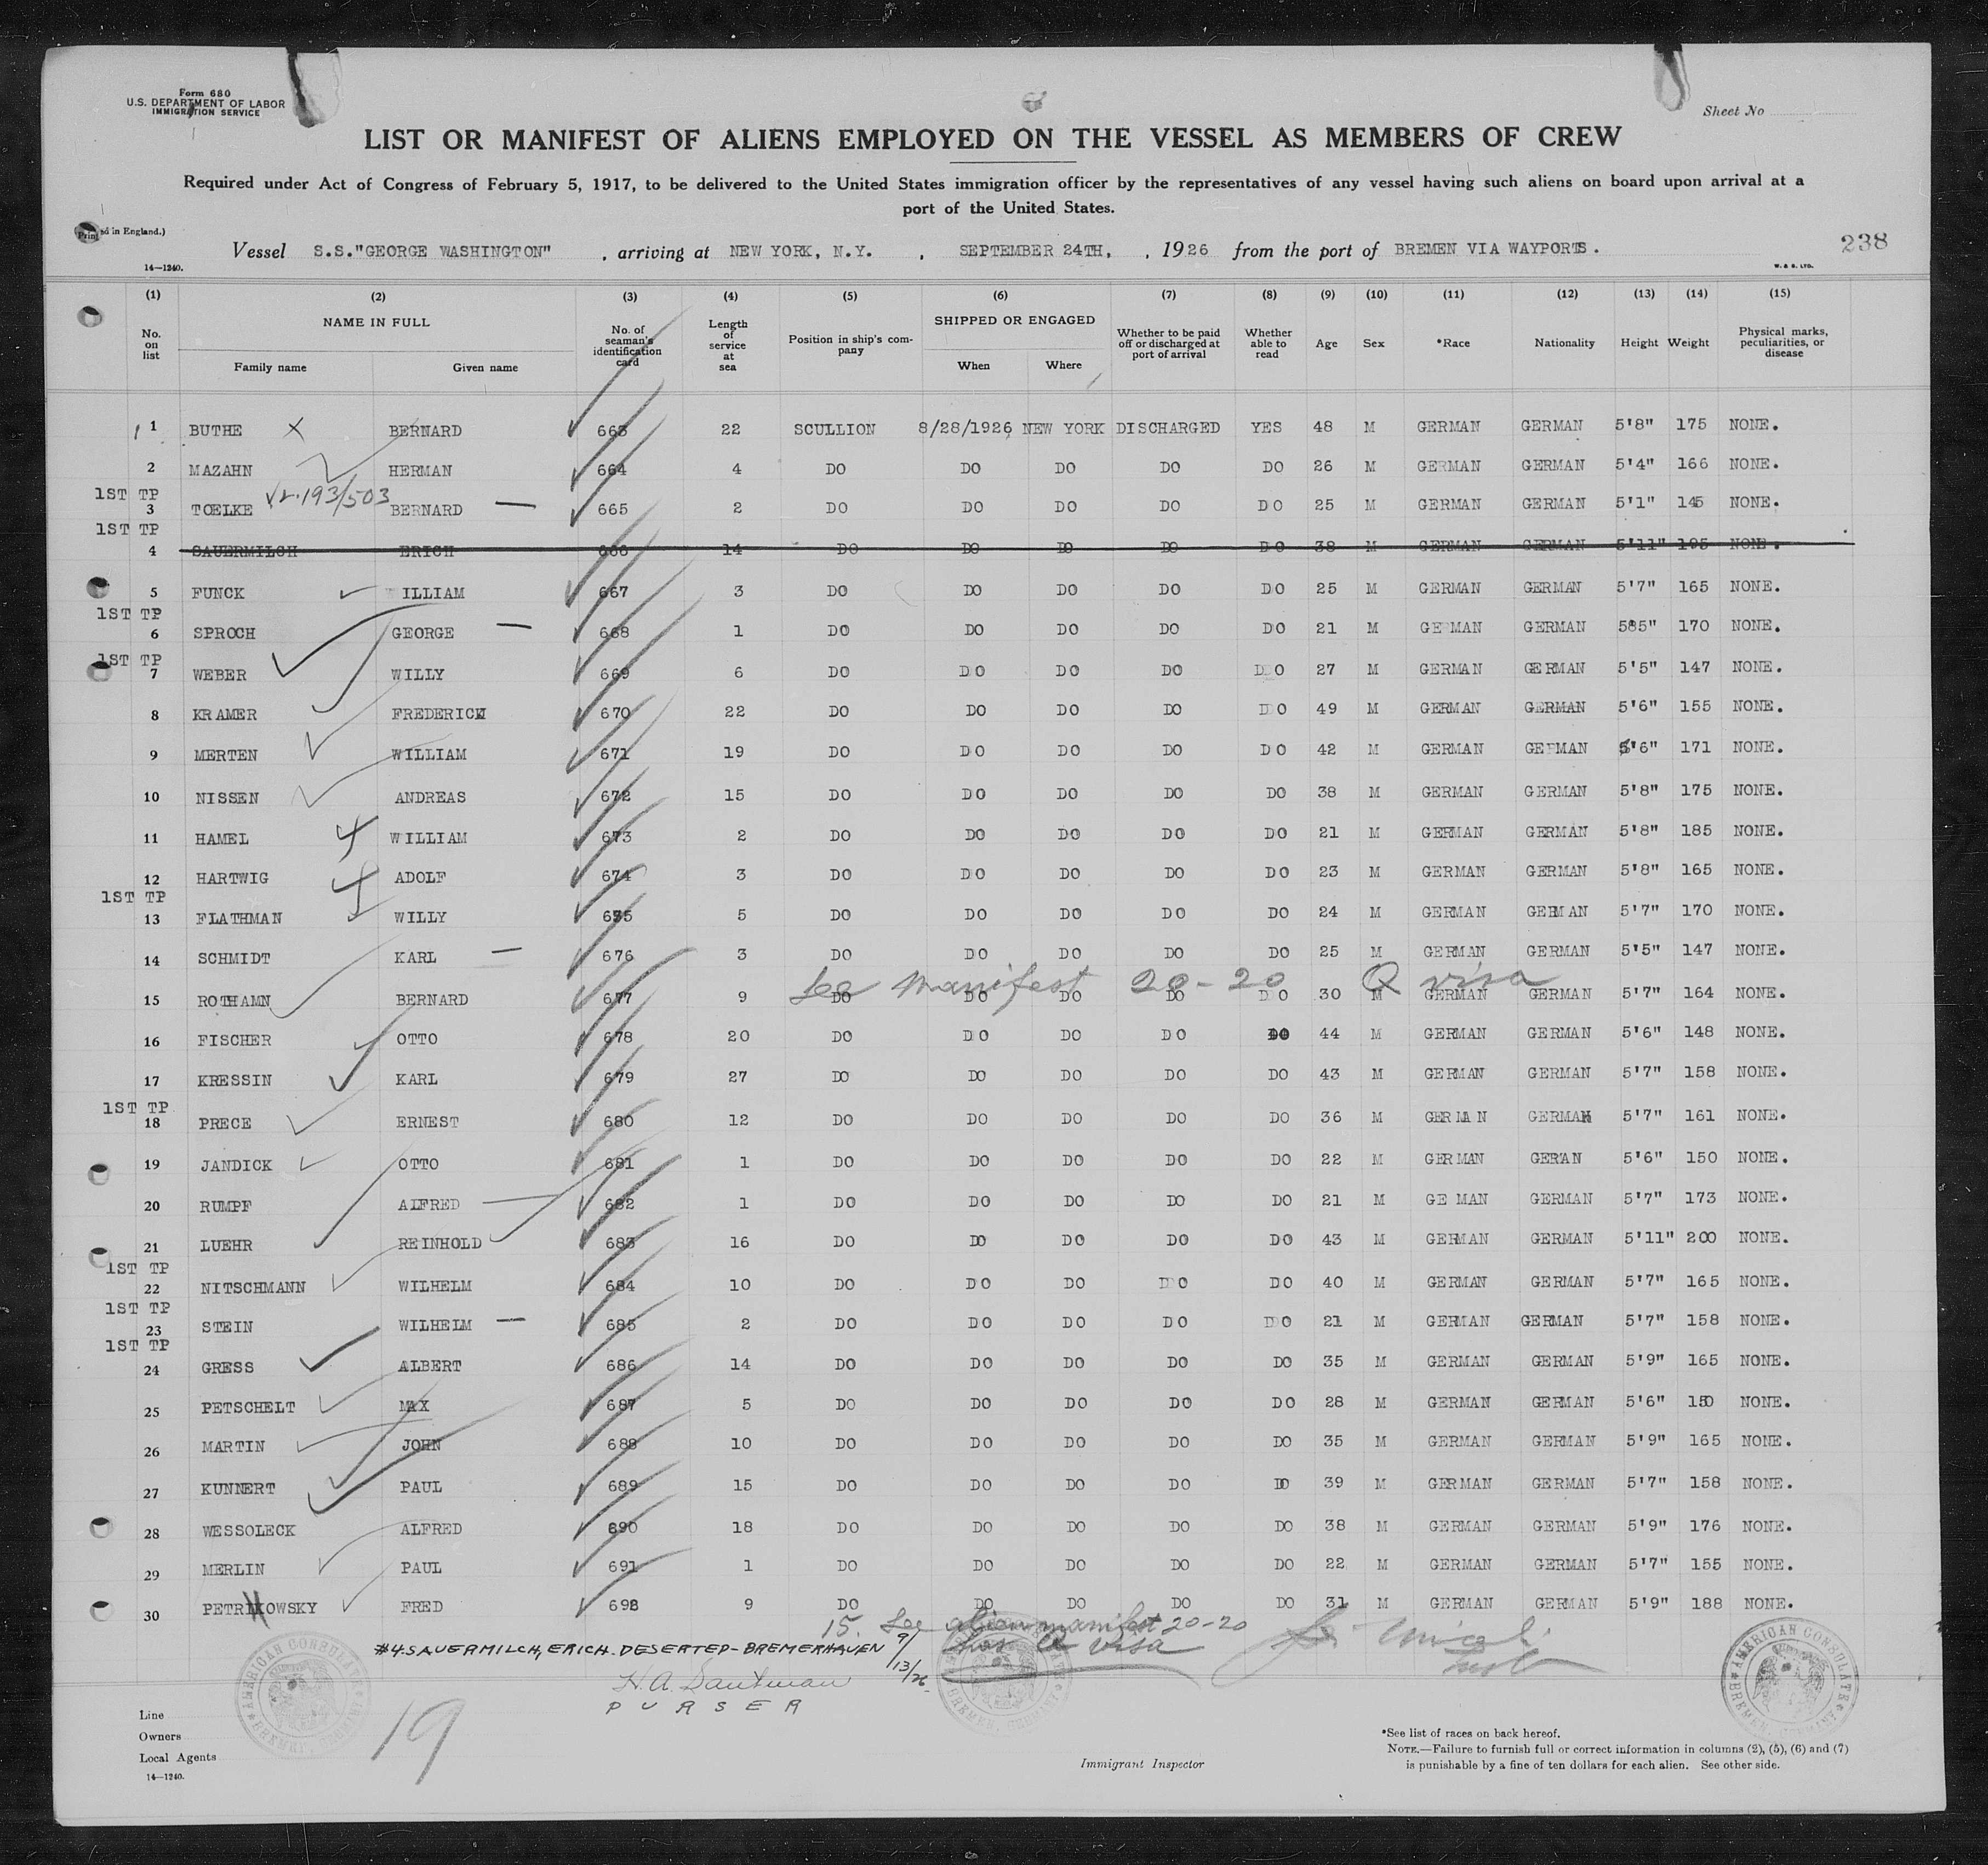 Form 680
U.S. DEPARTMENT OF LABOR
IMMIGRATION SERVICE
Sheet No
LIST OR MANIFEST OF ALIENS EMPLOYED ON THE VESSEL AS MEMBERS OF CREW
Required under Act of Congress of February 5, 1917, to be delivered to the United States immigration officer by the representatives of any vessel having such aliens on board upon arrival at a
port of the United States.
Vessel S.S."GEORGE WASHINGTON" , arriving at NEW YORK, N.Y. , SEPTEMBER 24TH, , 1926 from the port of BREMEN VIA WAYPORTS.
238
14—1240.
W. & S. LTD.
(1) (2) (3) (4) (5) (6) (7) (8) (9) (10) (11) (12) (13) (14) (15)
No. on list NAME IN FULL Family name Given name No. of seaman's identification card Length of service at sea Position in ship's company SHIPPED OR ENGAGED When Where Whether to be paid off or discharged at port of arrival Whether able to read Age Sex *Race Nationality Height Weight Physical marks, peculiarities, or disease
1 BUTHE BERNARD 663 22 SCULLION 8/28/1926 NEW YORK DISCHARGED YES 48 M GERMAN GERMAN 5'8" 175 NONE.
2 MAZAHN HERMAN 664 4 DO DO DO DO DO 26 M GERMAN GERMAN 5'4" 166 NONE.
1ST TP 193/503
3 TOELKE BERNARD 665 2 DO DO DO DO DO 25 M GERMAN GERMAN 5'1" 145 NONE.
1ST TP
4 SAUERMILCH ERICH 666 14 DO DO DO DO DO 38 M GERMAN GERMAN 5'11" 195 NONE.
5 FUNCK ILLIAM 667 3 DO DO DO DO DO 25 M GERMAN GERMAN 5'7" 165 NONE.
1ST TP
6 SPROCH GEORGE 668 1 DO DO DO DO DO 21 M GE MAN GERMAN 585" 170 NONE.
1ST TP
7 WEBER WILLY 669 6 DO DO DO DO DO 27 M GERMAN GERMAN 5'5" 147 NONE.
8 KRAMER FREDERICK 670 22 DO DO DO DO DO 49 M GERMAN GERMAN 5'6" 155 NONE.
9 MERTEN WILLIAM 671 19 DO DO DO DO DO 42 M GERMAN GERMAN 5'6" 171 NONE.
10 NISSEN ANDREAS 672 15 DO DO DO DO DO 38 M GERMAN GERMAN 5'8" 175 NONE.
11 HAMEL WILLIAM 673 2 DO DO DO DO DO 21 M GERMAN GERMAN 5'8" 185 NONE.
12 HARTWIG ADOLF 674 3 DO DO DO DO DO 23 M GERMAN GERMAN 5'8" 165 NONE.
1ST TP
13 FLATHMAN WILLY 675 5 DO DO DO DO DO 24 M GERMAN GERMAN 5'7" 170 NONE.
14 SCHMIDT KARL 676 3 DO DO DO DO DO 25 M GERMAN GERMAN 5'5" 147 NONE.
See Manifest 20-20 Q visa
15 ROTHAMN BERNARD 677 9 DO DO DO DO DO 30 M GERMAN GERMAN 5'7" 164 NONE.
16 FISCHER OTTO 678 20 DO DO DO DO DO 44 M GERMAN GERMAN 5'6" 148 NONE.
17 KRESSIN KARL 679 27 DO DO DO DO DO 43 M GERMAN GERMAN 5'7" 158 NONE.
1ST TP
18 PRECE ERNEST 680 12 DO DO DO DO DO 36 M GERMAN GERMAN 5'7" 161 NONE.
19 JANDICK OTTO 681 1 DO DO DO DO DO 22 M GERMAN GER'AN 5'6" 150 NONE.
20 RUMPF ALFRED 682 1 DO DO DO DO DO 21 M GE MAN GERMAN 5'7" 173 NONE.
21 LUEHR REINHOLD 683 16 DO DO DO DO DO 43 M GERMAN GERMAN 5'11" 200 NONE.
1ST TP
22 NITSCHMANN WILHELM 684 10 DO DO DO DO DO 40 M GERMAN GERMAN 5'7" 165 NONE.
1ST TP
23 STEIN WILHELM 685 2 DO DO DO DO DO 21 M GERMAN GERMAN 5'7" 158 NONE.
1ST TP
24 GRESS ALBERT 686 14 DO DO DO DO DO 35 M GERMAN GERMAN 5'9" 165 NONE.
25 PETSCHELT MAX 687 5 DO DO DO DO DO 28 M GERMAN GERMAN 5'6" 150 NONE.
26 MARTIN JOHN 688 10 DO DO DO DO DO 35 M GERMAN GERMAN 5'9" 165 NONE.
27 KUNNERT PAUL 689 15 DO DO DO DO DO 39 M GERMAN GERMAN 5'7" 158 NONE.
28 WESSOLECK ALFRED 690 18 DO DO DO DO DO 38 M GERMAN GERMAN 5'9" 176 NONE.
29 MERLIN PAUL 691 1 DO DO DO DO DO 22 M GERMAN GERMAN 5'7" 155 NONE.
30 PETRIKOWSKY FRED 692 9 DO DO DO DO DO 31 M GERMAN GERMAN 5'9" 188 NONE.
15. See alien manifest 20-20
has Q visa
#4 SAUERMILCH, ERICH. DESERTED-BREMERHAVEN 9/13/26
PURSER
AMERICAN CONSULATE BREMEN, GERMANY
AMERICAN CONSULATE BREMEN, GERMANY
AMERICAN CONSULATE BREMEN, GERMANY
19
Line
Owners
Local Agents
14—1240.
Immigrant Inspector
*See list of races on back hereof.
NOTE.—Failure to furnish full or correct information in columns (2), (5), (6) and (7)
is punishable by a fine of ten dollars for each alien. See other side.